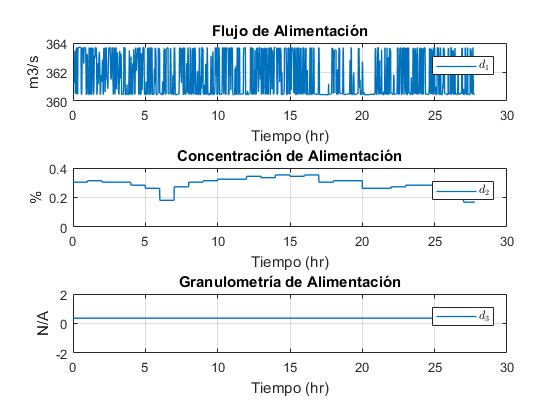 Flujo de Alimentación
364
362
360
m3/s
d1
0 5 10 15 20 25 30
Tiempo (hr)
Concentración de Alimentación
0.4
0.2
0
%
d2
0 5 10 15 20 25 30
Tiempo (hr)
Granulometría de Alimentación
2
0
-2
N/A
d3
0 5 10 15 20 25 30
Tiempo (hr)